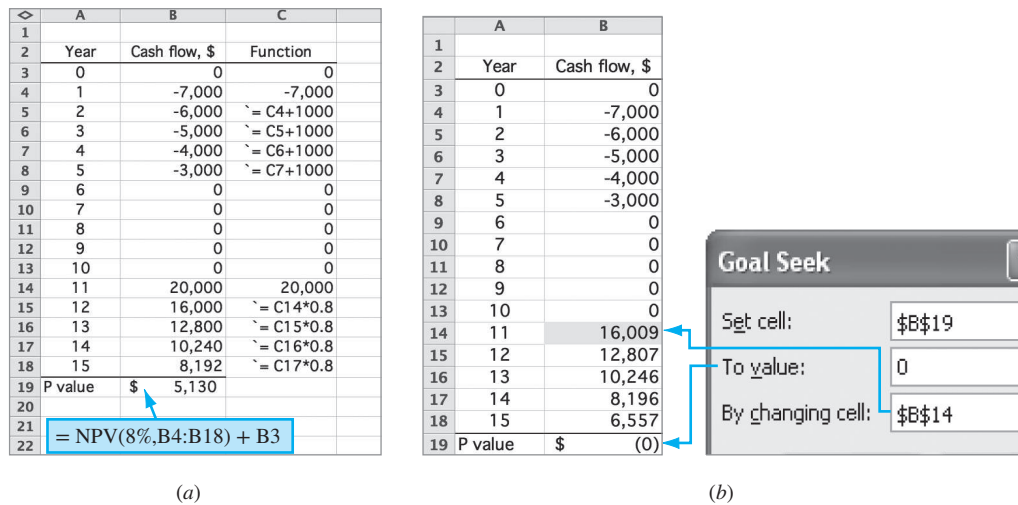 A B C
1
2 Year Cash flow, $ Function
3 0 0 0
4 1 -7,000 -7,000
5 2 -6,000 `= C4+1000
6 3 -5,000 `= C5+1000
7 4 -4,000 `= C6+1000
8 5 -3,000 `= C7+1000
9 6 0 0
10 7 0 0
11 8 0 0
12 9 0 0
13 10 0 0
14 11 20,000 20,000
15 12 16,000 `= C14*0.8
16 13 12,800 `= C15*0.8
17 14 10,240 `= C16*0.8
18 15 8,192 `= C17*0.8
19 P value $ 5,130
20
21
22
= NPV(8%,B4:B18) + B3
(a)
A B
1
2 Year Cash flow, $
3 0 0
4 1 -7,000
5 2 -6,000
6 3 -5,000
7 4 -4,000
8 5 -3,000
9 6 0
10 7 0
11 8 0
12 9 0
13 10 0
14 11 16,009
15 12 12,807
16 13 10,246
17 14 8,196
18 15 6,557
19 P value $ (0)
Goal Seek
Set cell: $B$19
To value: 0
By changing cell: $B$14
(b)